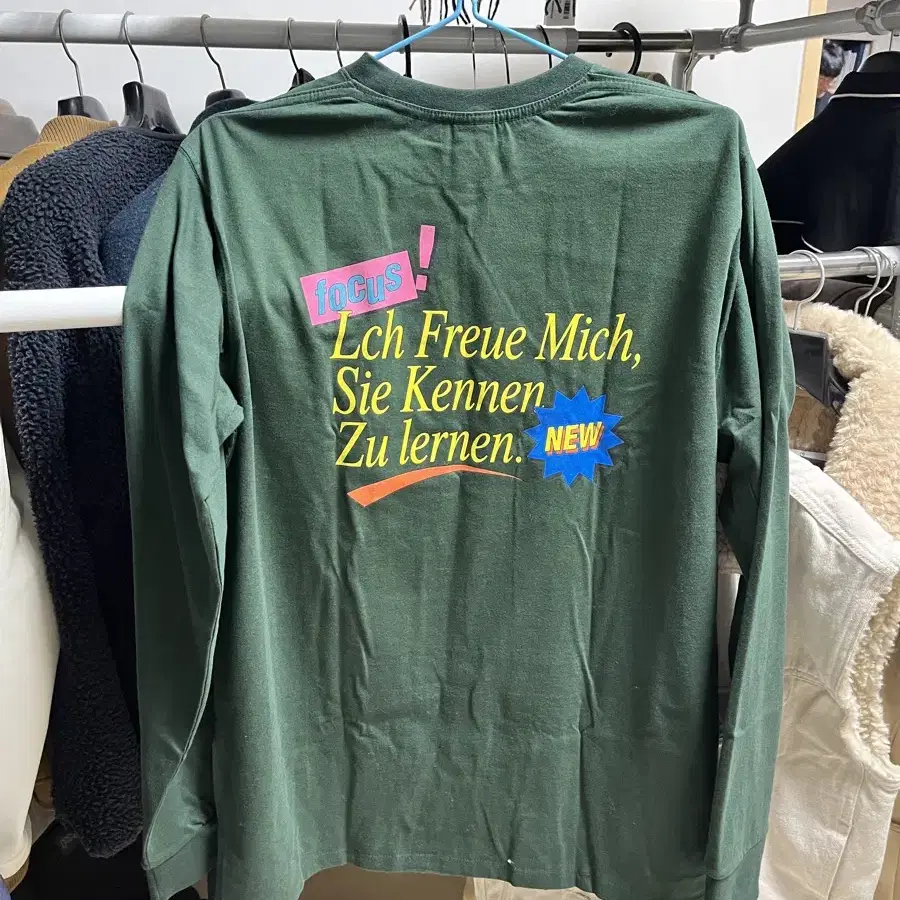 focus!
Lch Freue Mich,
Sie Kennen
Zu lernen.
NEW